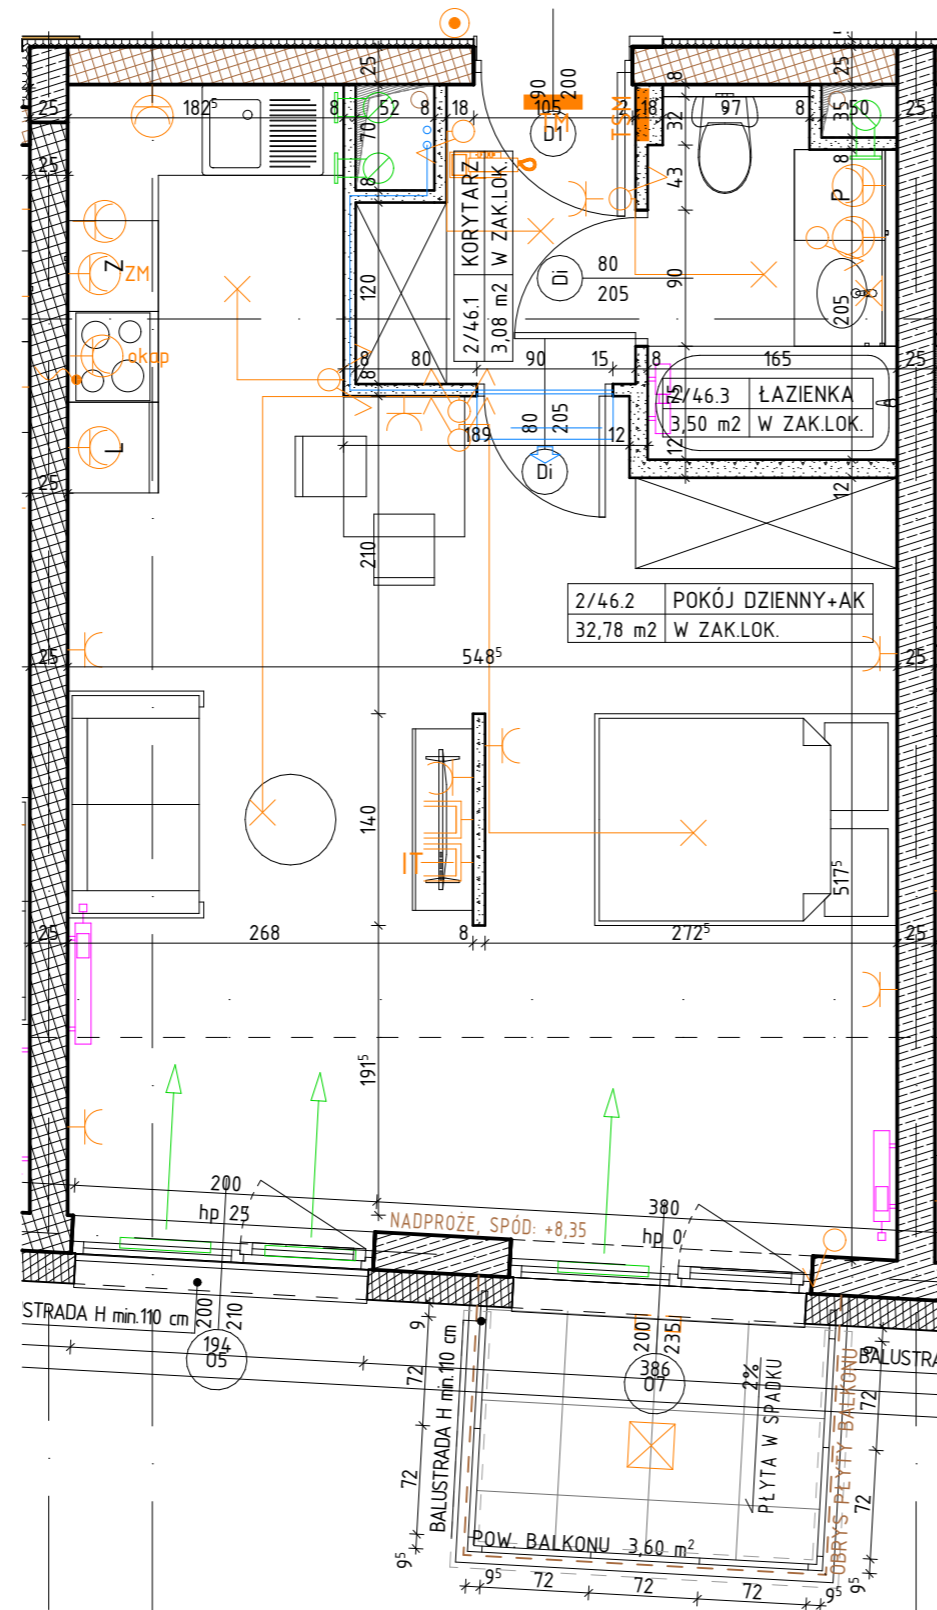 25
25
90
200
8
25
182⁵
8
52
8
18
105
2
18
97
8
50
25
TM
TSM
D1
70
32
35
25
8
43
8
KORYTARZ
W ZAK.LOK.
2/46.1
3,08 m2
P
Z
ZM
120
Di
80
205
90
205
okap
8
80
90
15
8
165
25
8
15
2/46.3
ŁAZIENKA
3,50 m2
W ZAK.LOK.
L
189
80
205
12
12
Di
25
12
210
2/46.2
POKÓJ DZIENNY+AK
32,78 m2
W ZAK.LOK.
25
548⁵
25
140
IT
517⁵
25
268
8
272⁵
25
191⁵
200
380
hp 25
NADPROŻE, SPÓD: +8,35
hp 0
STRADA H min.110 cm
200
210
194
05
9
72
72
9⁵
BALUSTRADA H min.110 cm
200
235
386
07
2%
PŁYTA W SPADKU
OBRYS PŁYTY BALKONU
BALUSTRA
9
72
72
9⁵
POW. BALKONU 3,60 m²
9⁵
72
72
72
9⁵